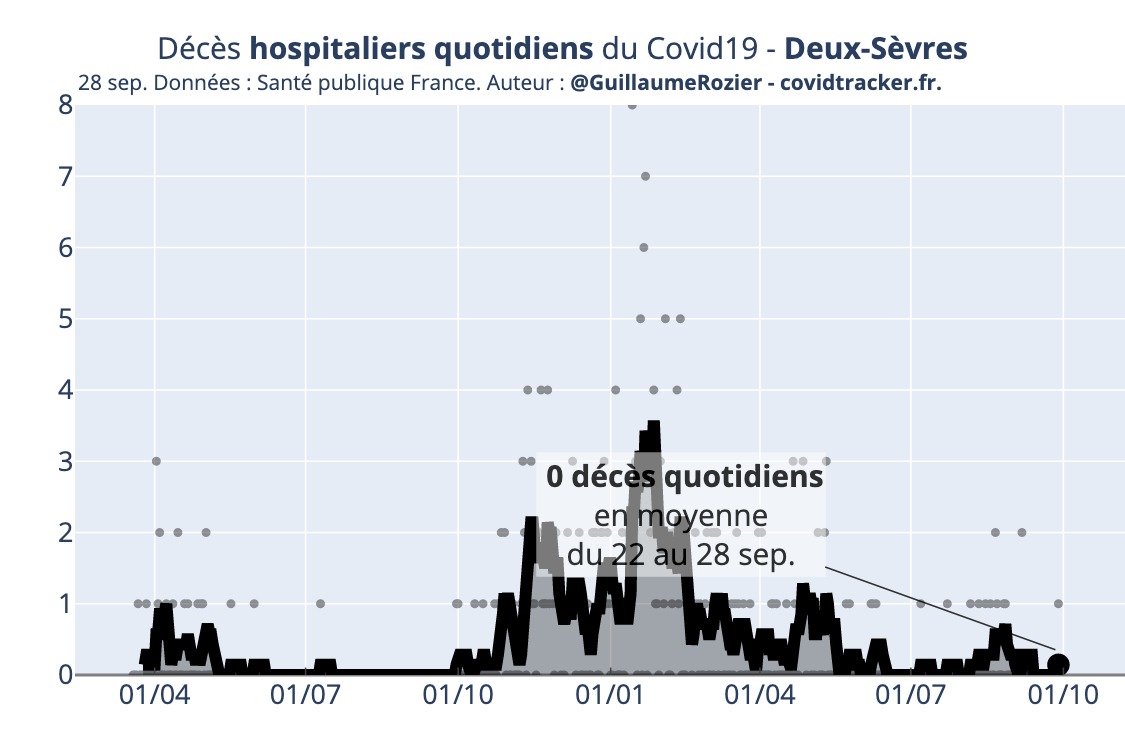 Décès hospitaliers quotidiens du Covid19 - Deux-Sèvres
28 sep. Données : Santé publique France. Auteur : @GuillaumeRozier - covidtracker.fr.
8
7
6
5
4
3
2
1
0
0 décès quotidiens
en moyenne
du 22 au 28 sep.
01/04 01/07 01/10 01/01 01/04 01/07 01/10